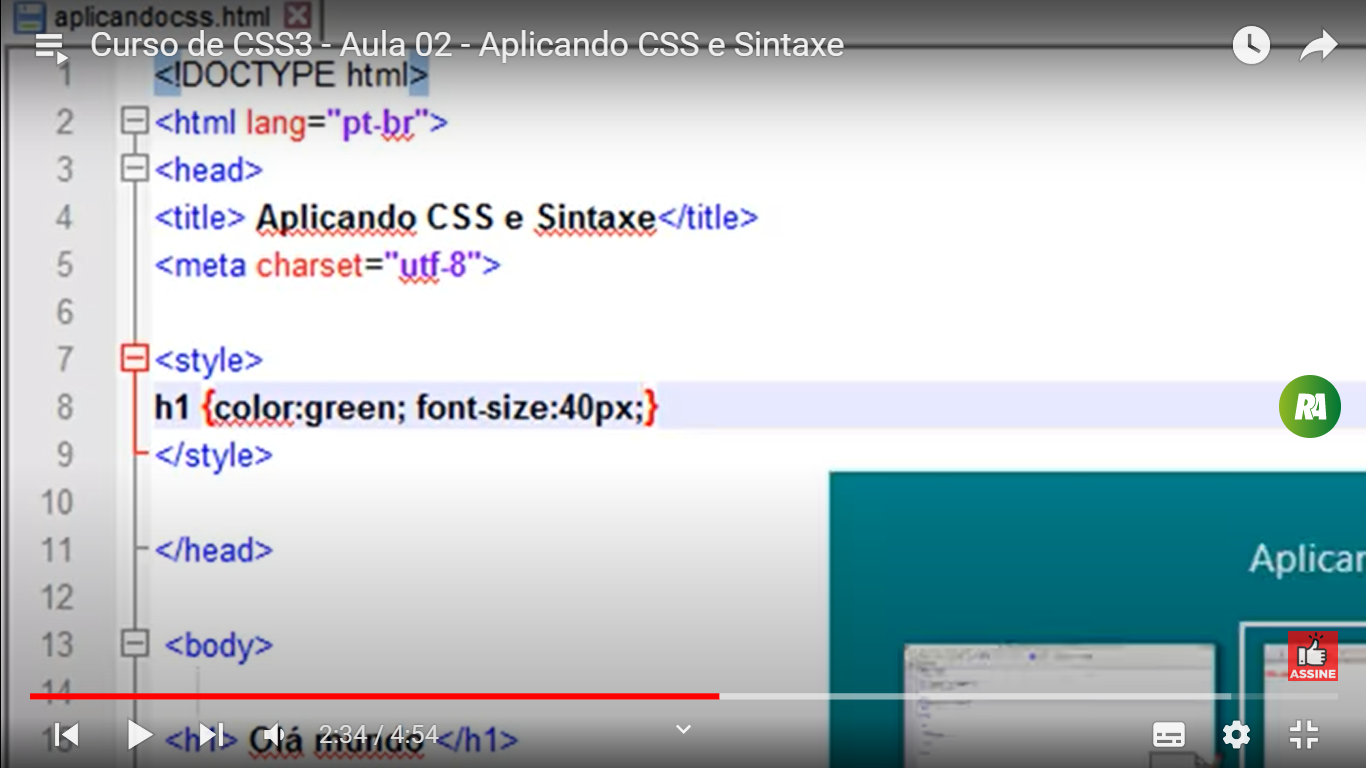 aplicandocss.html
Curso de CSS3 - Aula 02 - Aplicando CSS e Sintaxe
1 <!DOCTYPE html>
2 <html lang="pt-br">
3 <head>
4 <title> Aplicando CSS e Sintaxe</title>
5 <meta charset="utf-8">
6
7 <style>
8 h1 {color:green; font-size:40px;}
RA
9 </style>
10
11 </head>
Aplican
12
13 <body>
ASSINE
14
15 <h1> Olá mundo </h1>
2:34 / 4:54